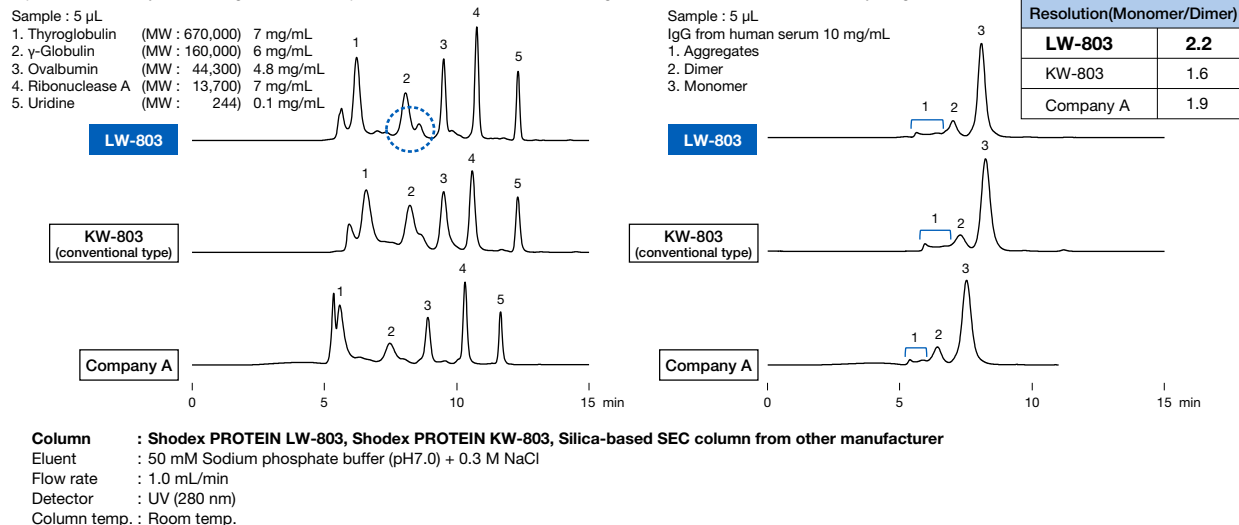 Sample : 5 µL
1. Thyroglobulin (MW : 670,000) 7 mg/mL
2. γ-Globulin (MW : 160,000) 6 mg/mL
3. Ovalbumin (MW : 44,300) 4.8 mg/mL
4. Ribonuclease A (MW : 13,700) 7 mg/mL
5. Uridine (MW : 244) 0.1 mg/mL
1 2 3 4 5
LW-803
1 2 3 4 5
KW-803
(conventional type)
1 2 3 4 5
Company A
0 5 10 15 min
Sample : 5 µL
IgG from human serum 10 mg/mL
1. Aggregates
2. Dimer
3. Monomer
Resolution(Monomer/Dimer)
LW-803 2.2
KW-803 1.6
Company A 1.9
1 2 3
LW-803
1 2 3
KW-803
(conventional type)
1 2 3
Company A
0 5 10 15 min
Column : Shodex PROTEIN LW-803, Shodex PROTEIN KW-803, Silica-based SEC column from other manufacturer
Eluent : 50 mM Sodium phosphate buffer (pH7.0) + 0.3 M NaCl
Flow rate : 1.0 mL/min
Detector : UV (280 nm)
Column temp. : Room temp.